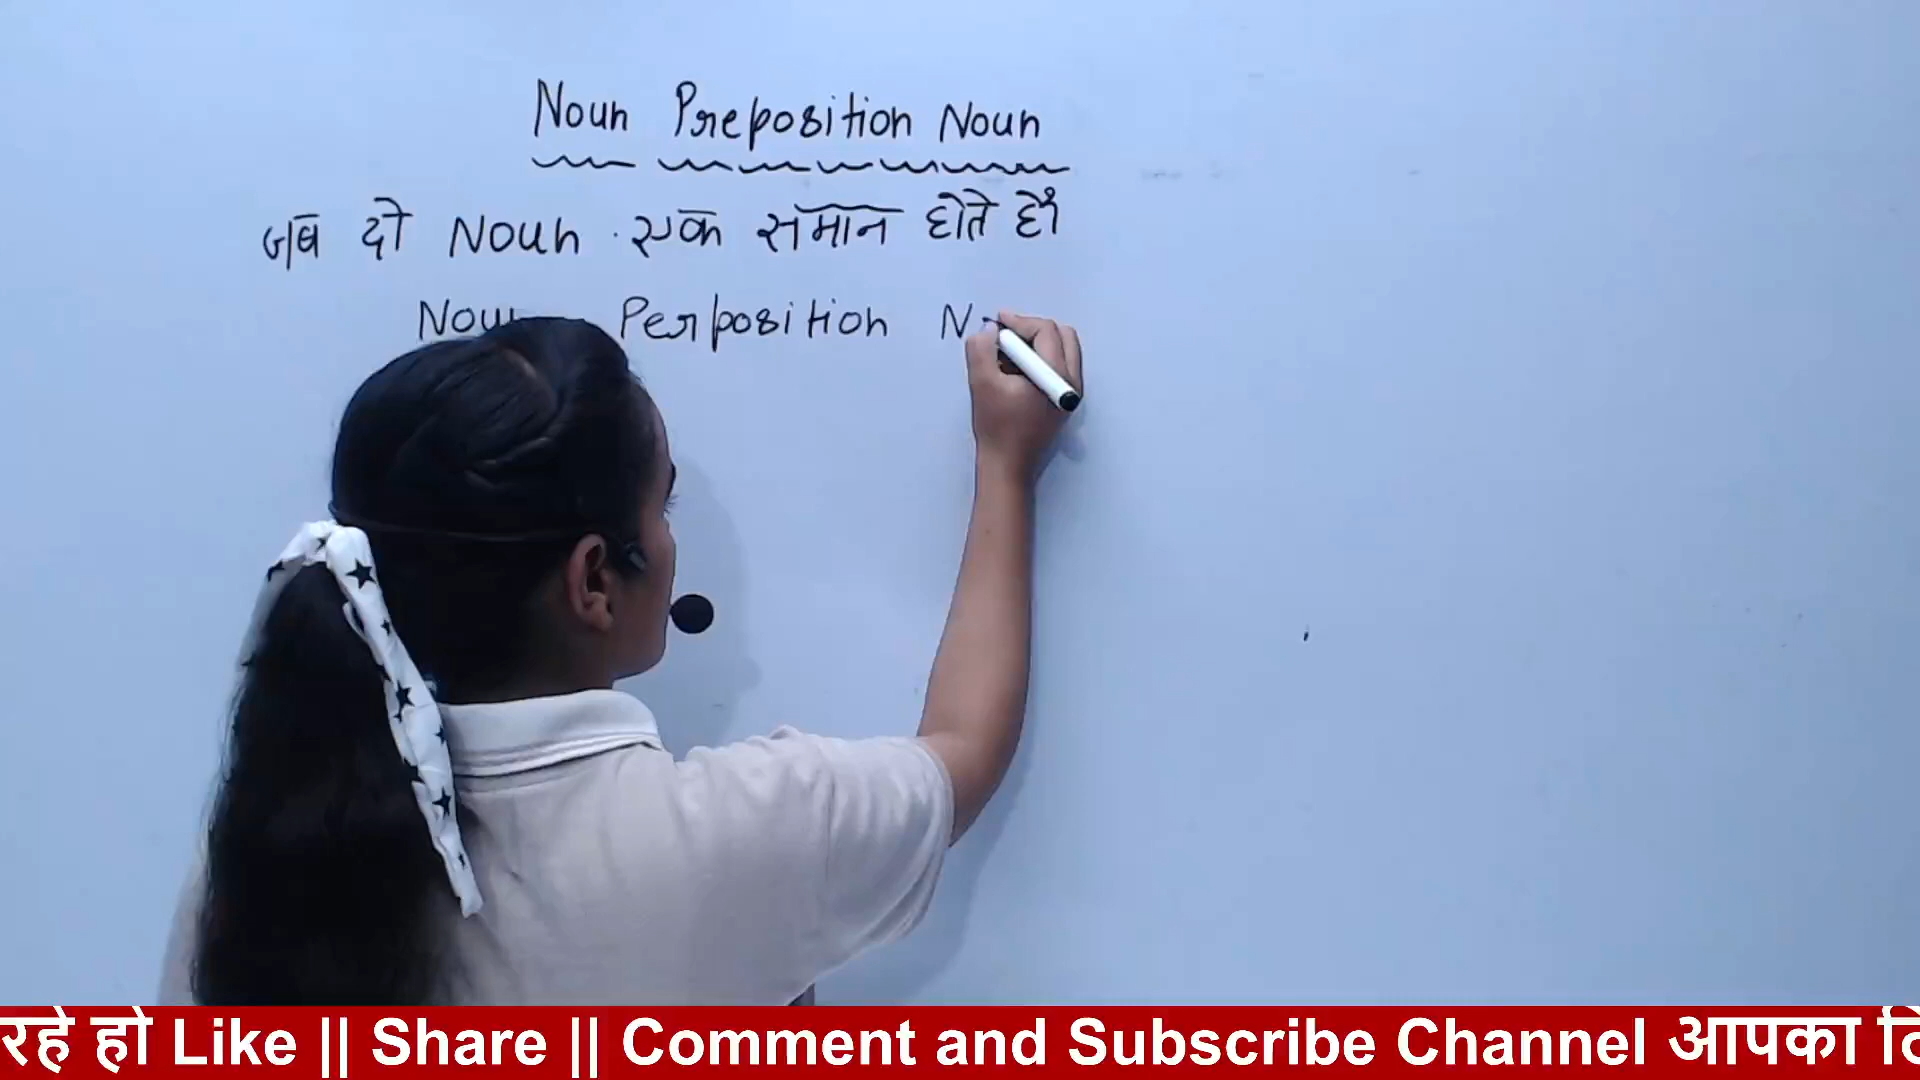 Noun Preposition Noun
जब दो Noun एक समान होते हैं
Perposition
रहे हो Like || Share || Comment and Subscribe Channel आपका